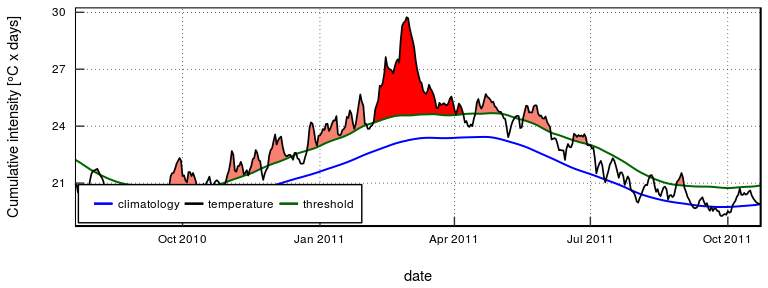 Cumulative intensity [°C x days]
30
27
24
21
climatology temperature threshold
Oct 2010 Jan 2011 Apr 2011 Jul 2011 Oct 2011
date